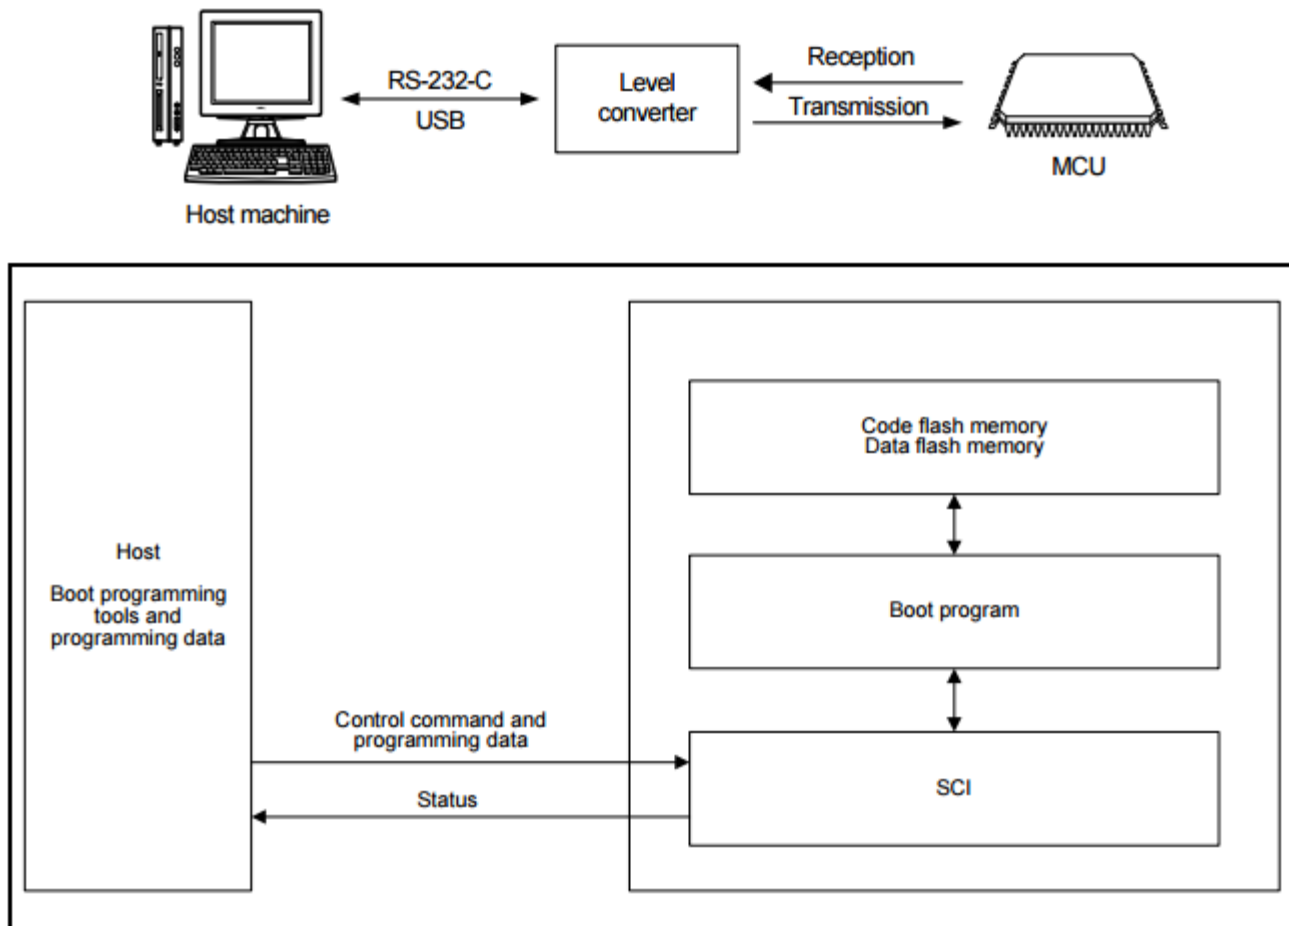 RS-232-C
USB
Level
converter
Reception
Transmission
MCU
Host machine
Code flash memory
Data flash memory
Host
Boot programming
tools and
programming data
Boot program
Control command and
programming data
SCI
Status